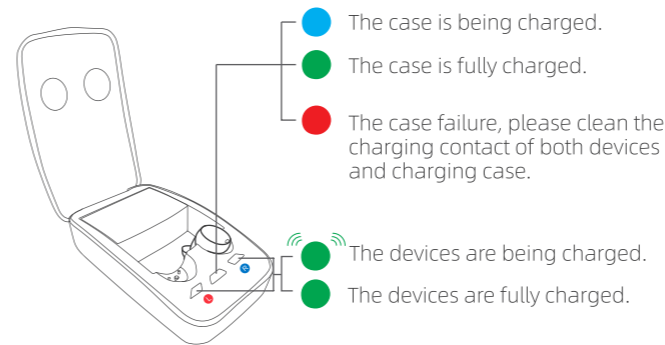 The case is being charged.
The case is fully charged.
The case failure, please clean the
charging contact of both devices
and charging case.
The devices are being charged.
The devices are fully charged.